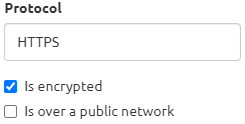 Protocol
HTTPS
Is encrypted
Is over a public network